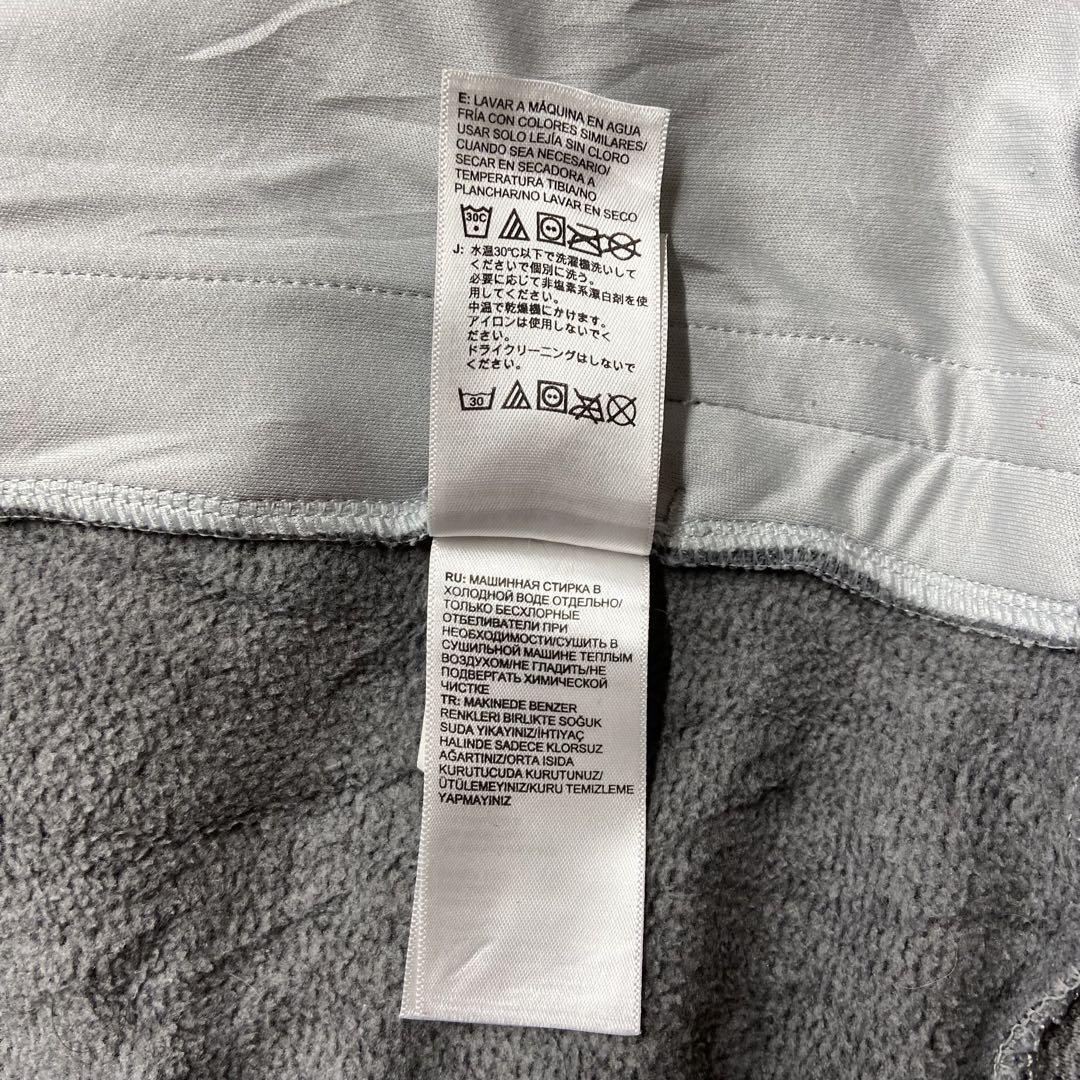 E: LAVAR A MÁQUINA EN AGUA
FRÍA CON COLORES SIMILARES/
USAR SOLO LEJÍA SIN CLORO
CUANDO SEA NECESARIO/
SECAR EN SECADORA A
TEMPERATURA TIBIA/NO
PLANCHAR/NO LAVAR EN SECO
30C
J: 水温30℃以下で洗濯機洗いして
くださいで個別に洗う。
必要に応じて非塩素系漂白剤を使
用してください。
中温で乾燥機にかけます。
アイロンは使用しないでく
ださい。
ドライクリーニングはしないで
ください。
30
RU: МАШИННАЯ СТИРКА В
ХОЛОДНОЙ ВОДЕ ОТДЕЛЬНО/
ТОЛЬКО БЕСХЛОРНЫЕ
ОТБЕЛИВАТЕЛИ ПРИ
НЕОБХОДИМОСТИ/СУШИТЬ В
СУШИЛЬНОЙ МАШИНЕ ТЕПЛЫМ
ВОЗДУХОМ/НЕ ГЛАДИТЬ/НЕ
ПОДВЕРГАТЬ ХИМИЧЕСКОЙ
ЧИСТКЕ
TR: MAKINEDE BENZER
RENKLERI BIRLIKTE SOĞUK
SUDA YIKAYINIZ/İHTIYAÇ
HALINDE SADECE KLORSUZ
AĞARTINIZ/ORTA ISIDA
KURUTUCUDA KURUTUNUZ/
ÜTÜLEMEYINIZ/KURU TEMIZLEME
YAPMAYINIZ